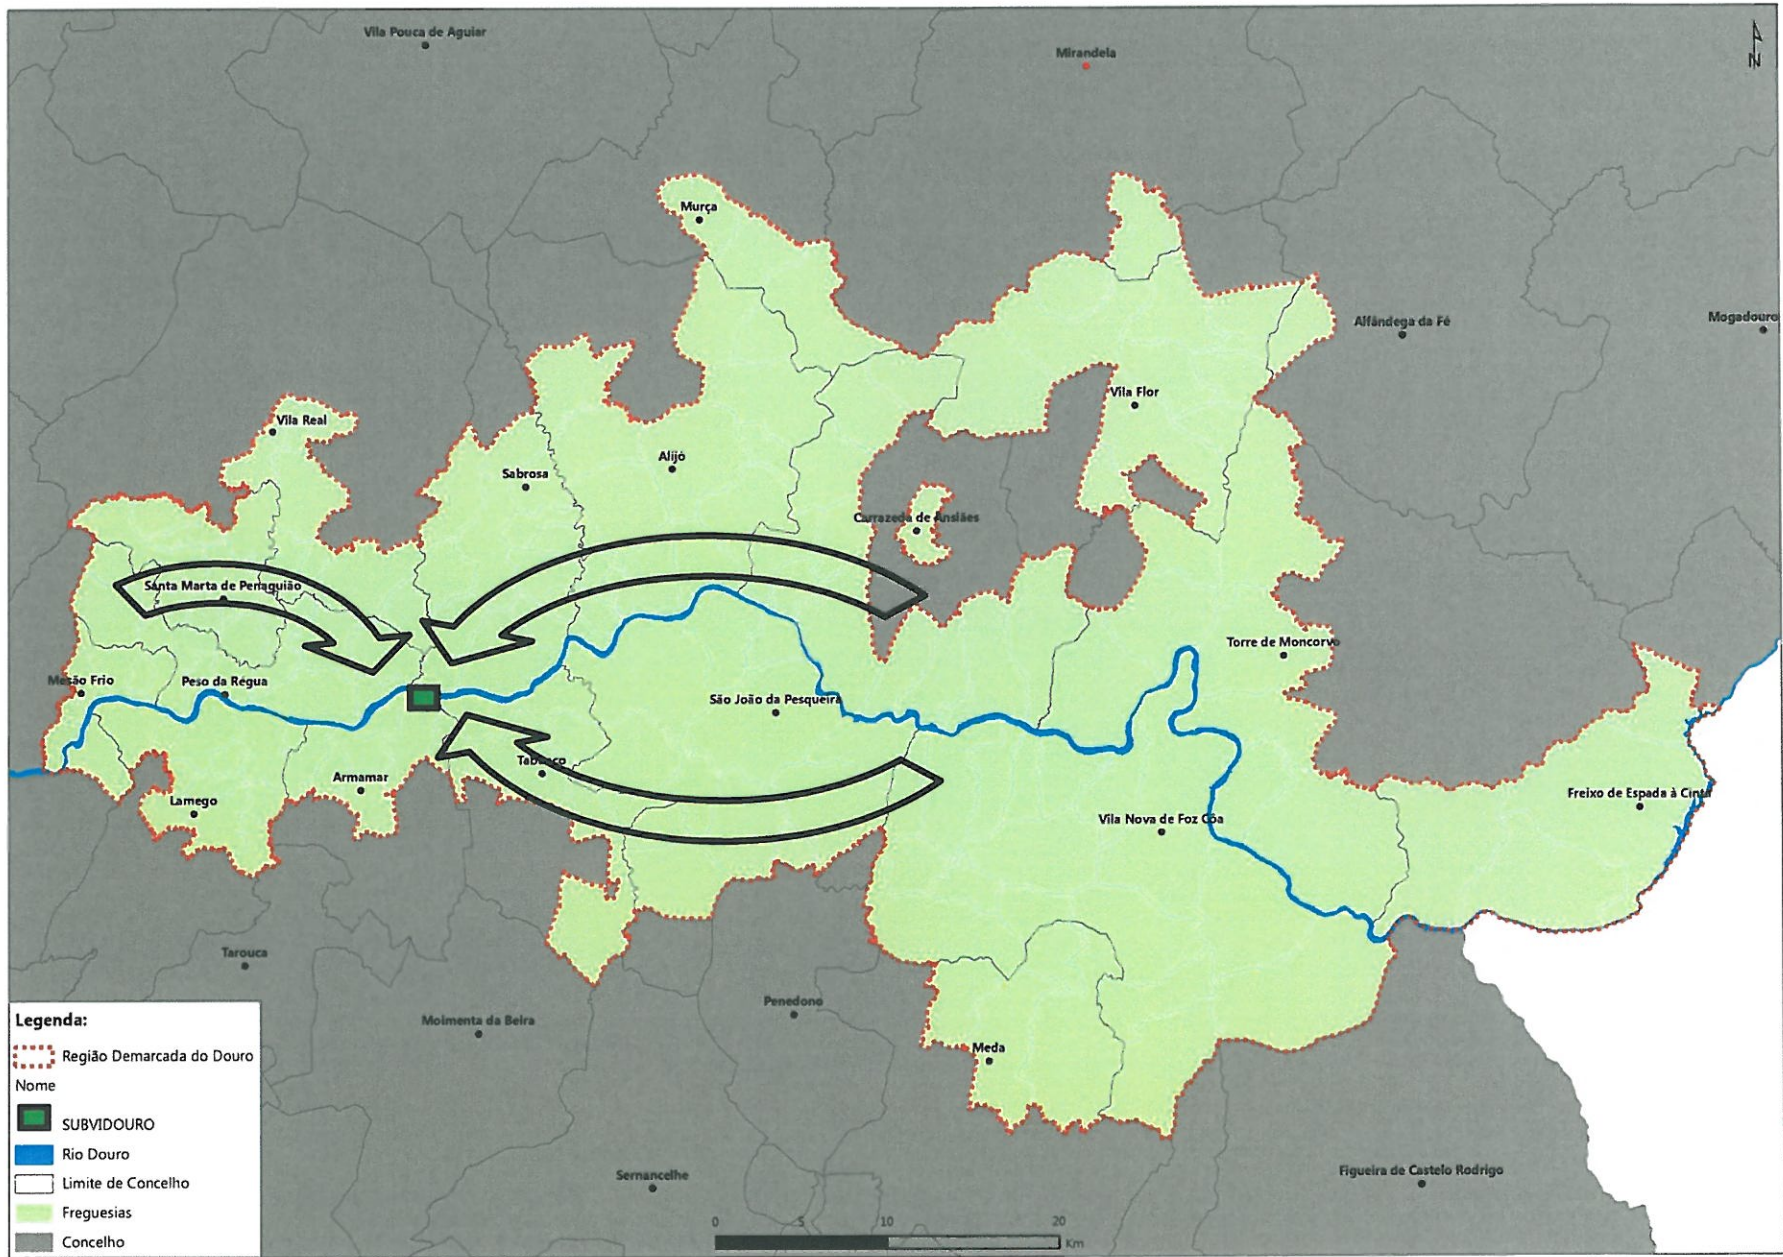 Vila Pouca de Aguiar
Mirandela
N
Murça
Alfândega da Fé
Mogadouro
Vila Flor
Vila Real
Alijó
Sabrosa
Carrazeda de Ansiães
Santa Marta de Penaguião
Torre de Moncorvo
Mesão Frio
Peso da Régua
São João da Pesqueira
Tabuaço
Armamar
Lamego
Freixo de Espada à Cinta
Vila Nova de Foz Côa
Tarouca
Moimenta da Beira
Penedono
Meda
Sernancelhe
Figueira de Castelo Rodrigo
Legenda:
Região Demarcada do Douro
Nome
SUBVIDOURO
Rio Douro
Limite de Concelho
Freguesias
Concelho
0 5 10 20
Km